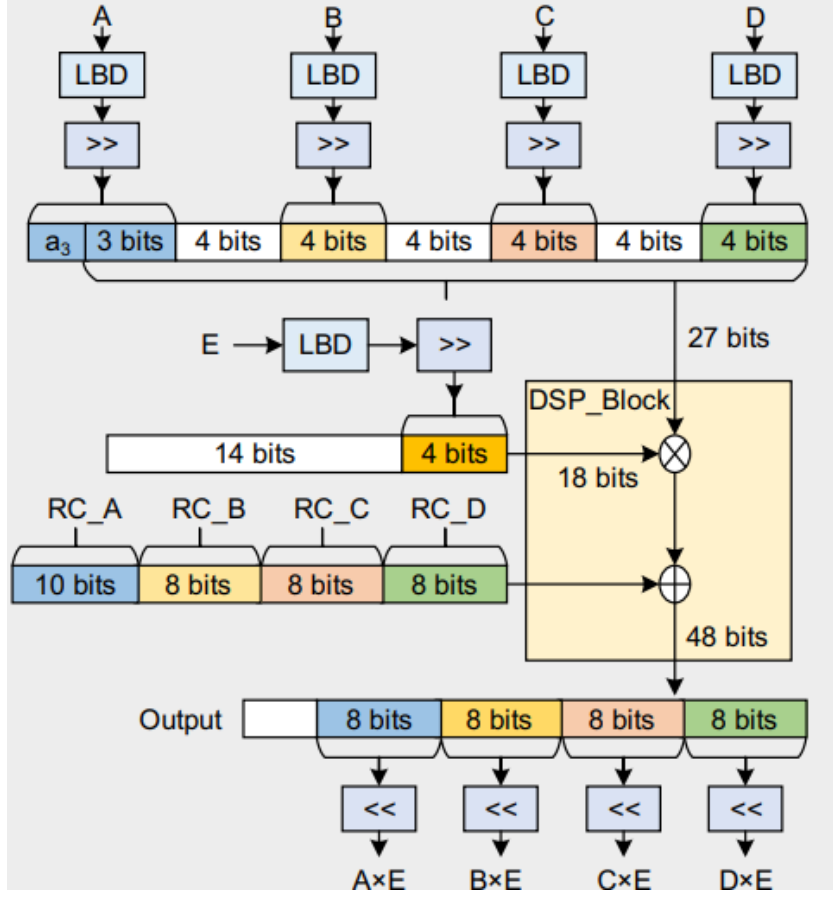 A B C D
LBD LBD LBD LBD
>> >> >> >>
a₃ 3 bits 4 bits 4 bits 4 bits 4 bits 4 bits 4 bits
27 bits
E LBD >>
DSP_Block
14 bits 4 bits
18 bits
RC_A RC_B RC_C RC_D
10 bits 8 bits 8 bits 8 bits
48 bits
Output 8 bits 8 bits 8 bits 8 bits
<< << << <<
A×E B×E C×E D×E